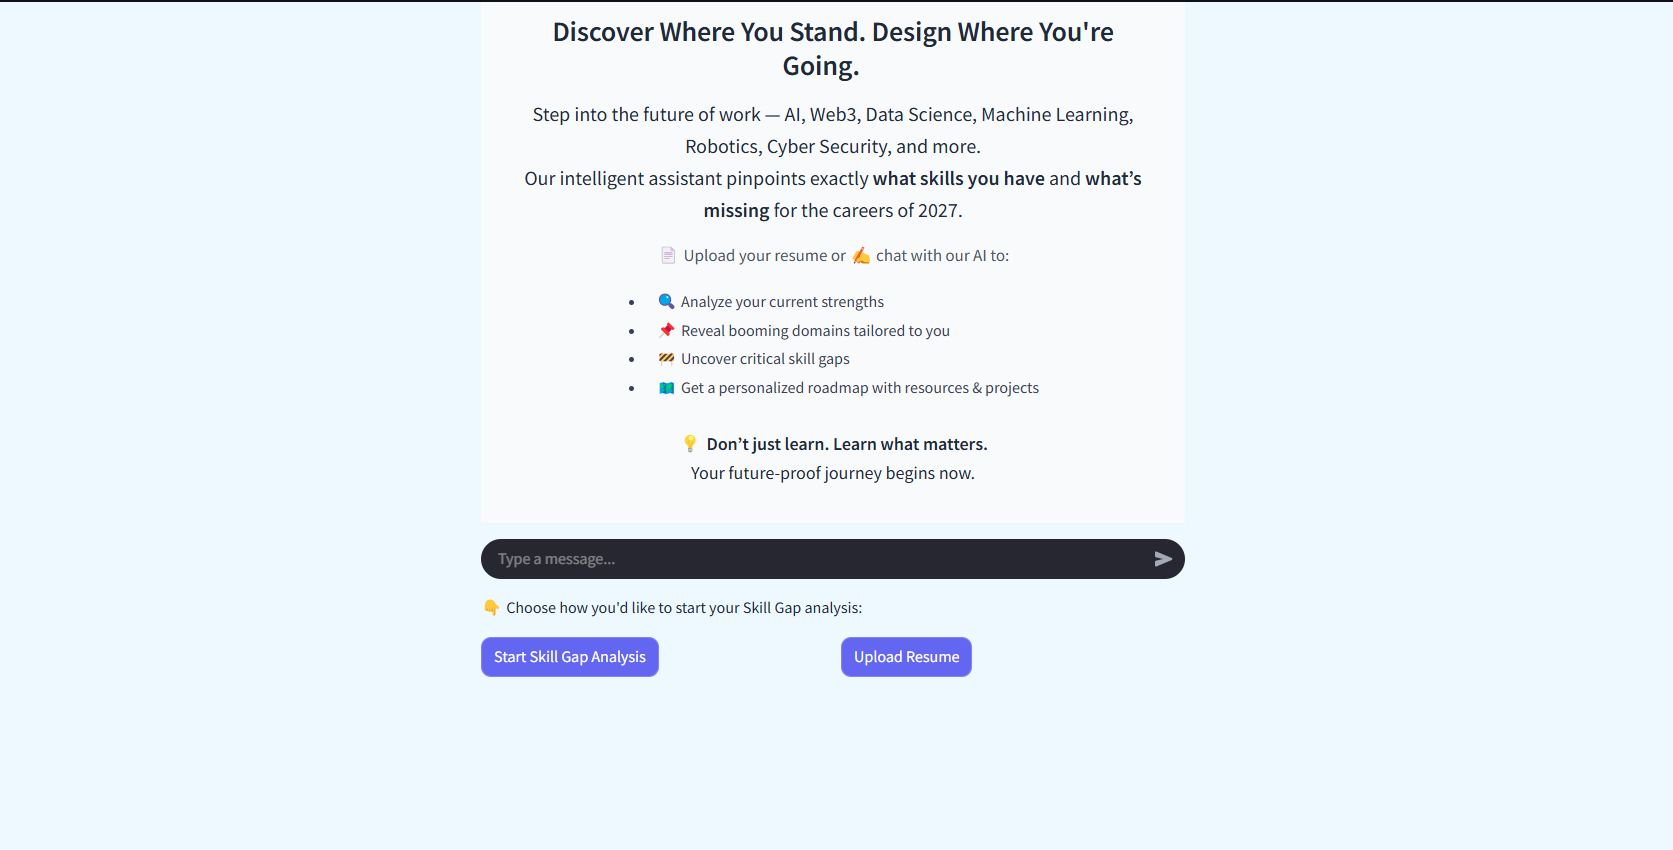 Discover Where You Stand. Design Where You're
Going.
Step into the future of work — AI, Web3, Data Science, Machine Learning,
Robotics, Cyber Security, and more.
Our intelligent assistant pinpoints exactly what skills you have and what’s
missing for the careers of 2027.
📄 Upload your resume or ✍️ chat with our AI to:
• 🔍 Analyze your current strengths
• 📌 Reveal booming domains tailored to you
• 🚧 Uncover critical skill gaps
• 🗺️ Get a personalized roadmap with resources & projects
💡 Don’t just learn. Learn what matters.
Your future-proof journey begins now.
Type a message...
👇 Choose how you'd like to start your Skill Gap analysis:
Start Skill Gap Analysis
Upload Resume